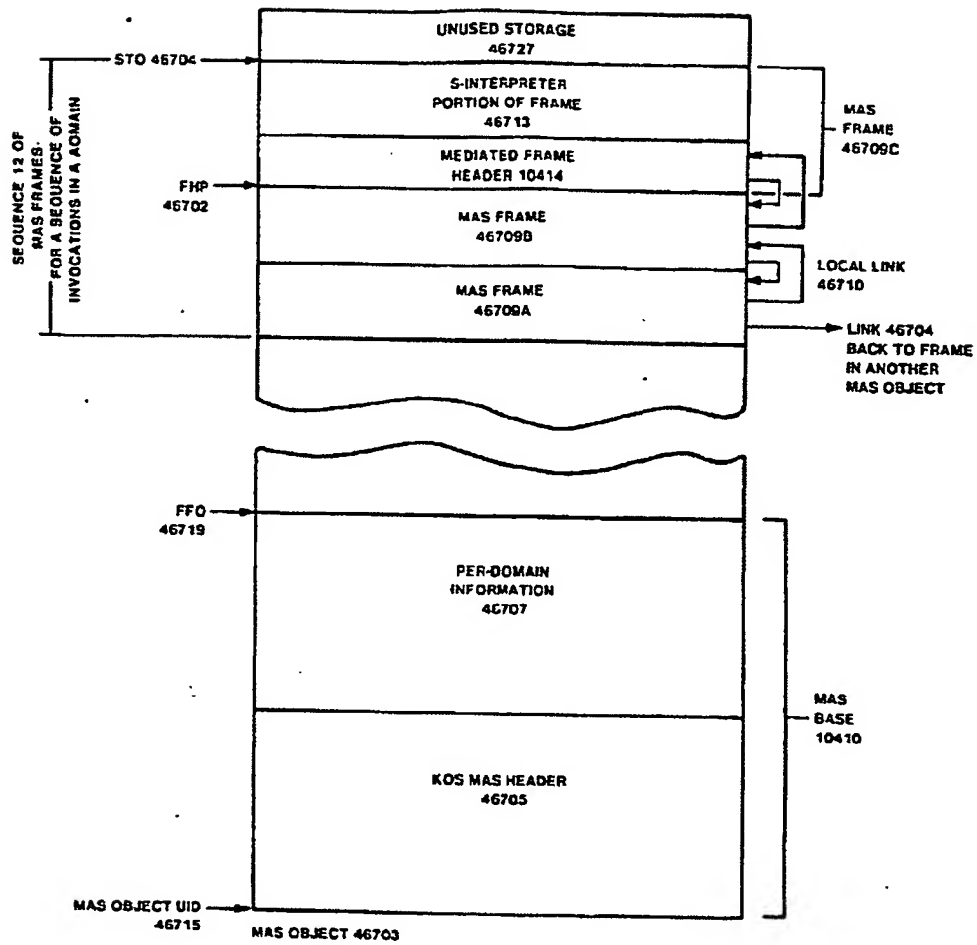 UNUSED STORAGE
46727
STO 46704
S-INTERPRETER
PORTION OF FRAME
46713
MAS
FRAME
46709C
MEDIATED FRAME
HEADER 10414
SEQUENCE 12 OF
MAS FRAMES
FOR A SEQUENCE OF
INVOCATIONS IN A AOMAIN
FHP
46702
MAS FRAME
46709B
LOCAL LINK
46710
MAS FRAME
46709A
LINK 46704
BACK TO FRAME
IN ANOTHER
MAS OBJECT
FFO
46719
PER-DOMAIN
INFORMATION
46707
MAS
BASE
10410
KOS MAS HEADER
46705
MAS OBJECT UID
46715
MAS OBJECT 46703